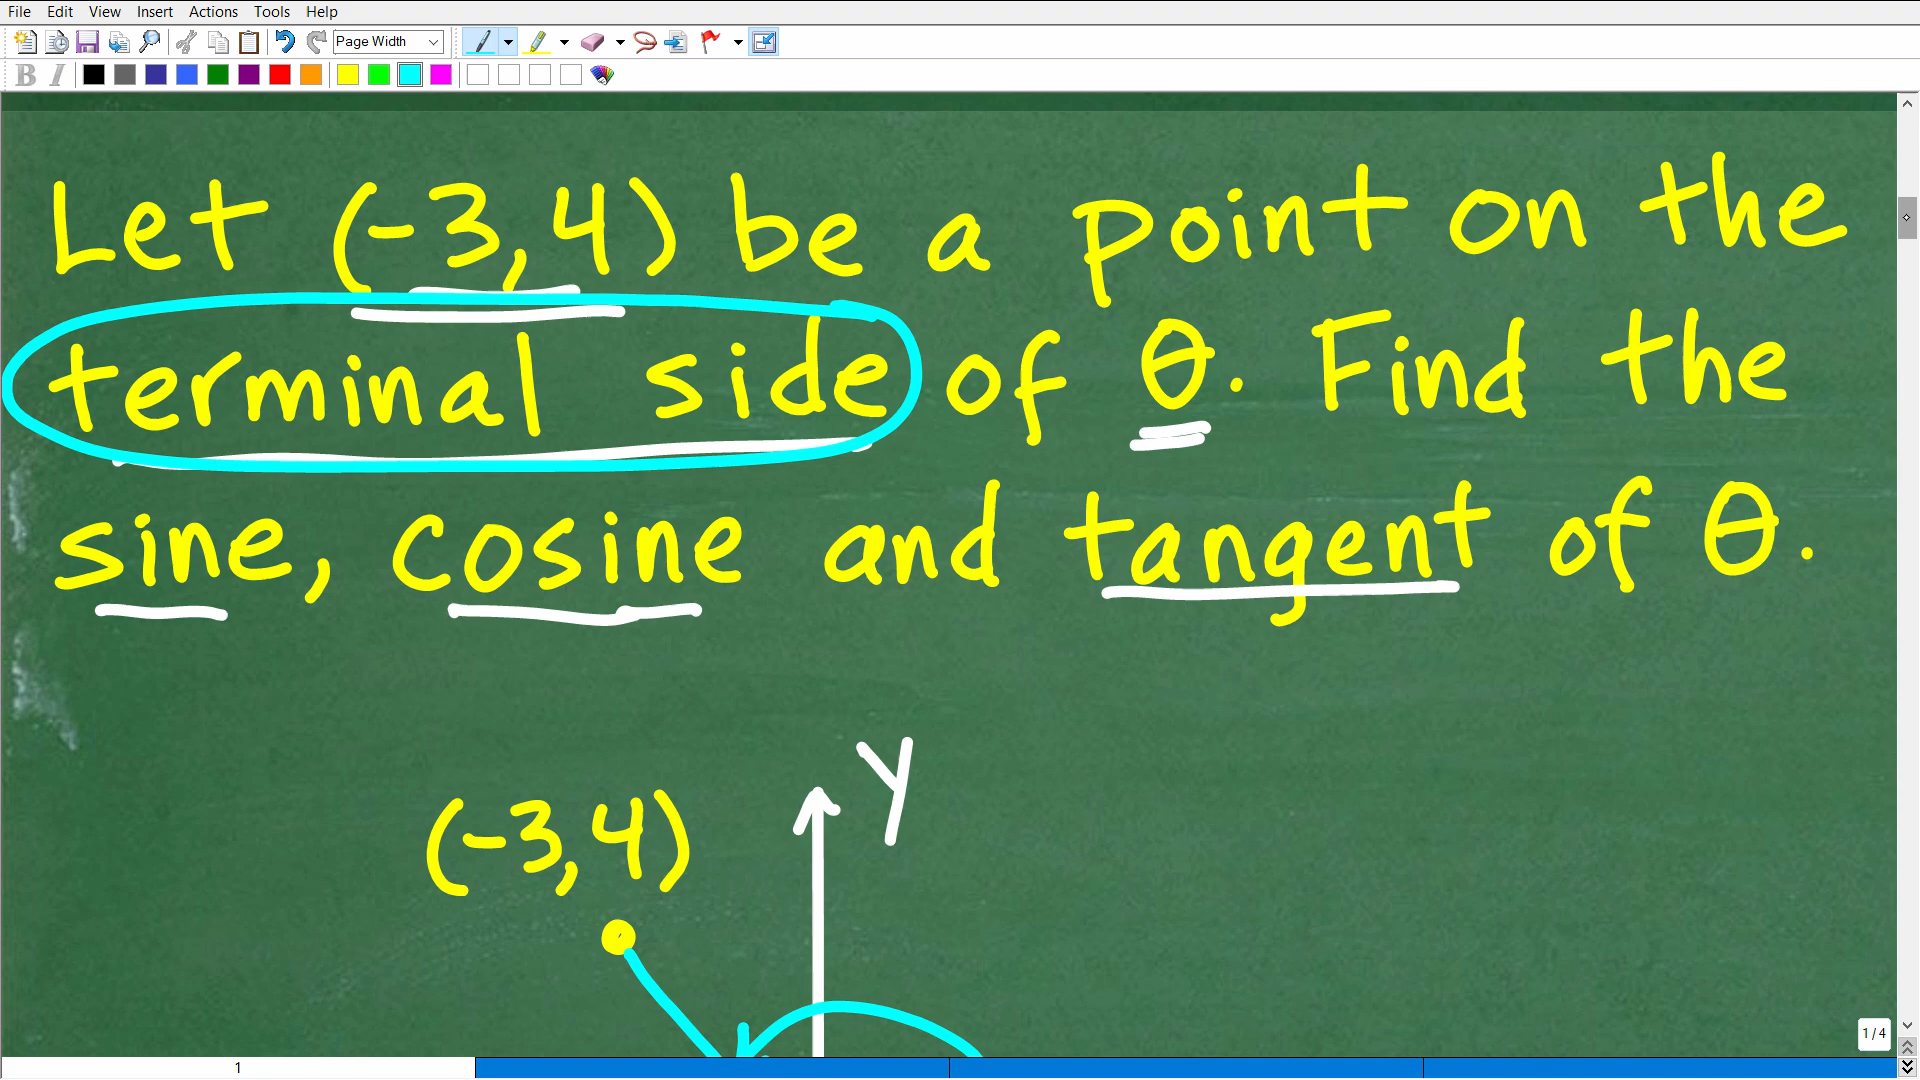 File Edit View Insert Actions Tools Help
Page Width
B I
Let (-3,4) be a point on the
terminal side of θ. Find the
sine, cosine and tangent of θ.
y
(-3,4)
1/4
1